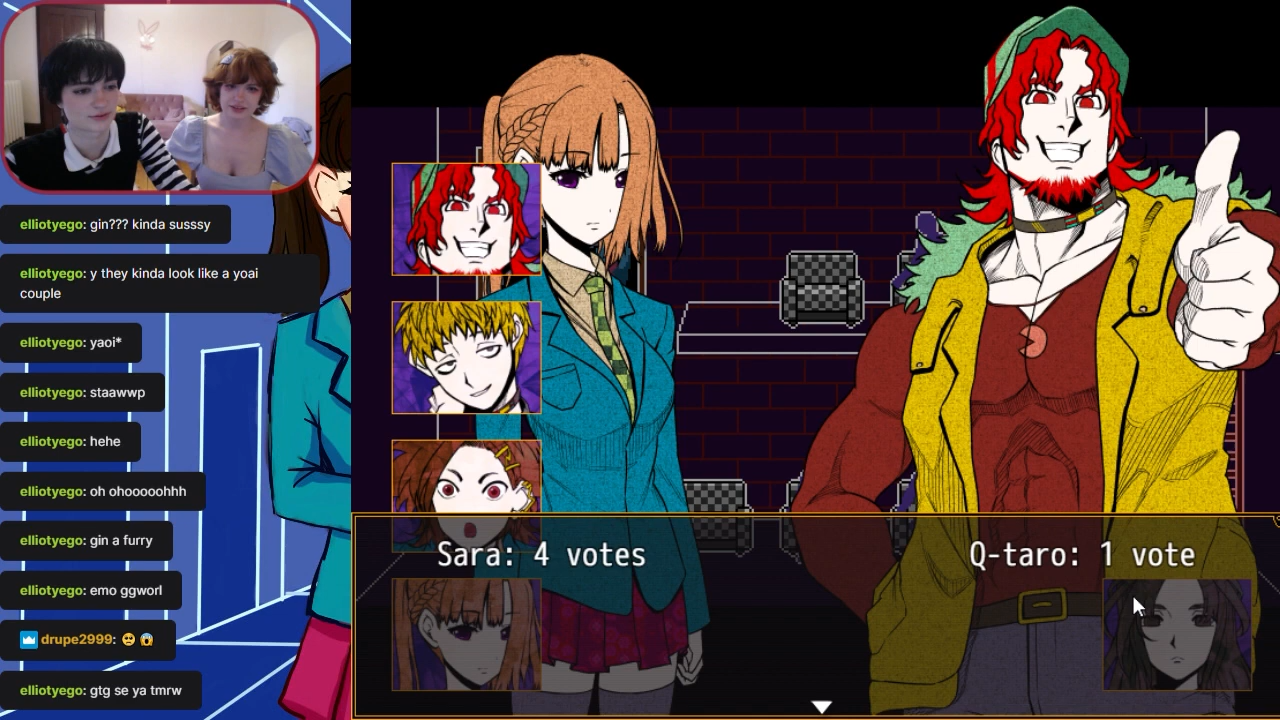 elliotyego: gin??? kinda susssy
elliotyego: y they kinda look like a yoai
couple
elliotyego: yaoi*
elliotyego: staawwp
elliotyego: hehe
elliotyego: oh ohooooohhh
elliotyego: gin a furry
elliotyego: emo ggworl
drupe2999: 🥺 😱
elliotyego: gtg se ya tmrw
Sara: 4 votes
Q-taro: 1 vote